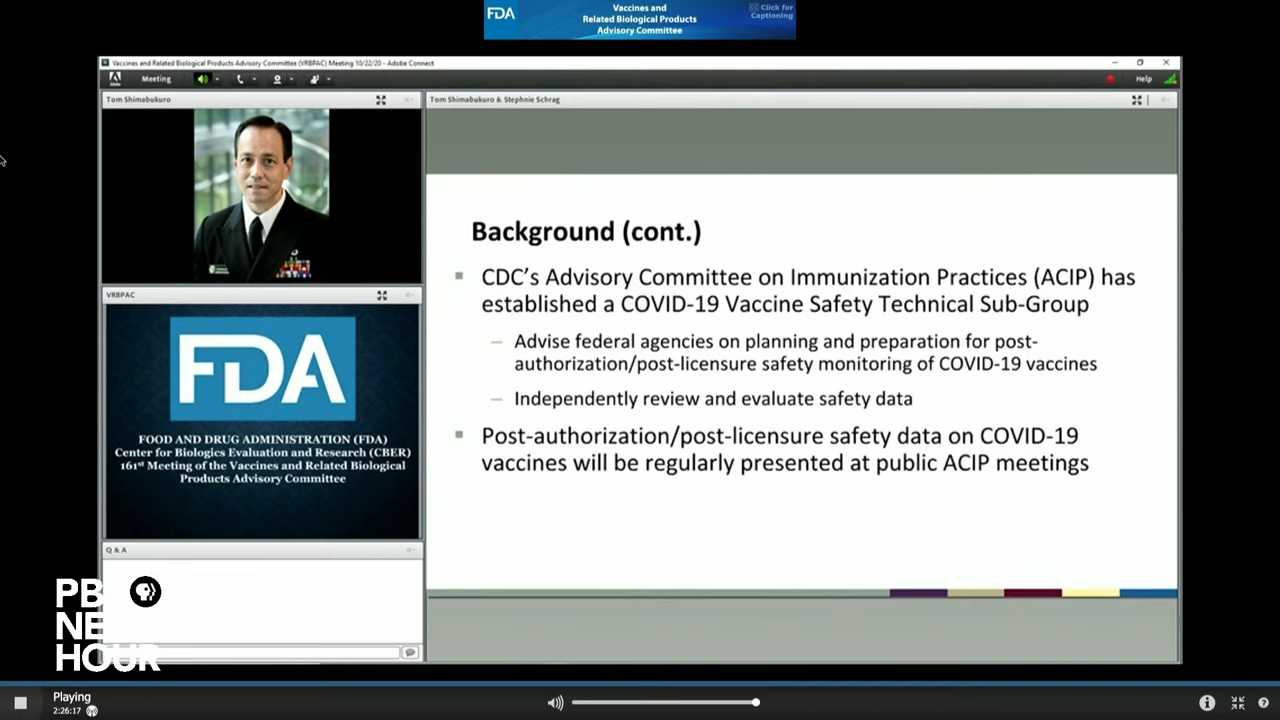 FDA
Vaccines and
Related Biological Products
Advisory Committee
Click for
Captioning
Vaccines and Related Biological Products Advisory Committee (VRBPAC) Meeting 10/22/20 - Adobe Connect
Meeting
Help
Tom Shimabukuro
Tom Shimabukuro & Stephnie Schrag
Background (cont.)
CDC's Advisory Committee on Immunization Practices (ACIP) has
established a COVID-19 Vaccine Safety Technical Sub-Group
Advise federal agencies on planning and preparation for post-
authorization/post-licensure safety monitoring of COVID-19 vaccines
Independently review and evaluate safety data
Post-authorization/post-licensure safety data on COVID-19
vaccines will be regularly presented at public ACIP meetings
VRBPAC
FDA
FOOD AND DRUG ADMINISTRATION (FDA)
Center for Biologics Evaluation and Research (CBER)
161st Meeting of the Vaccines and Related Biological
Products Advisory Committee
Q & A
PB
NE
HOUR
Playing
2:26:17